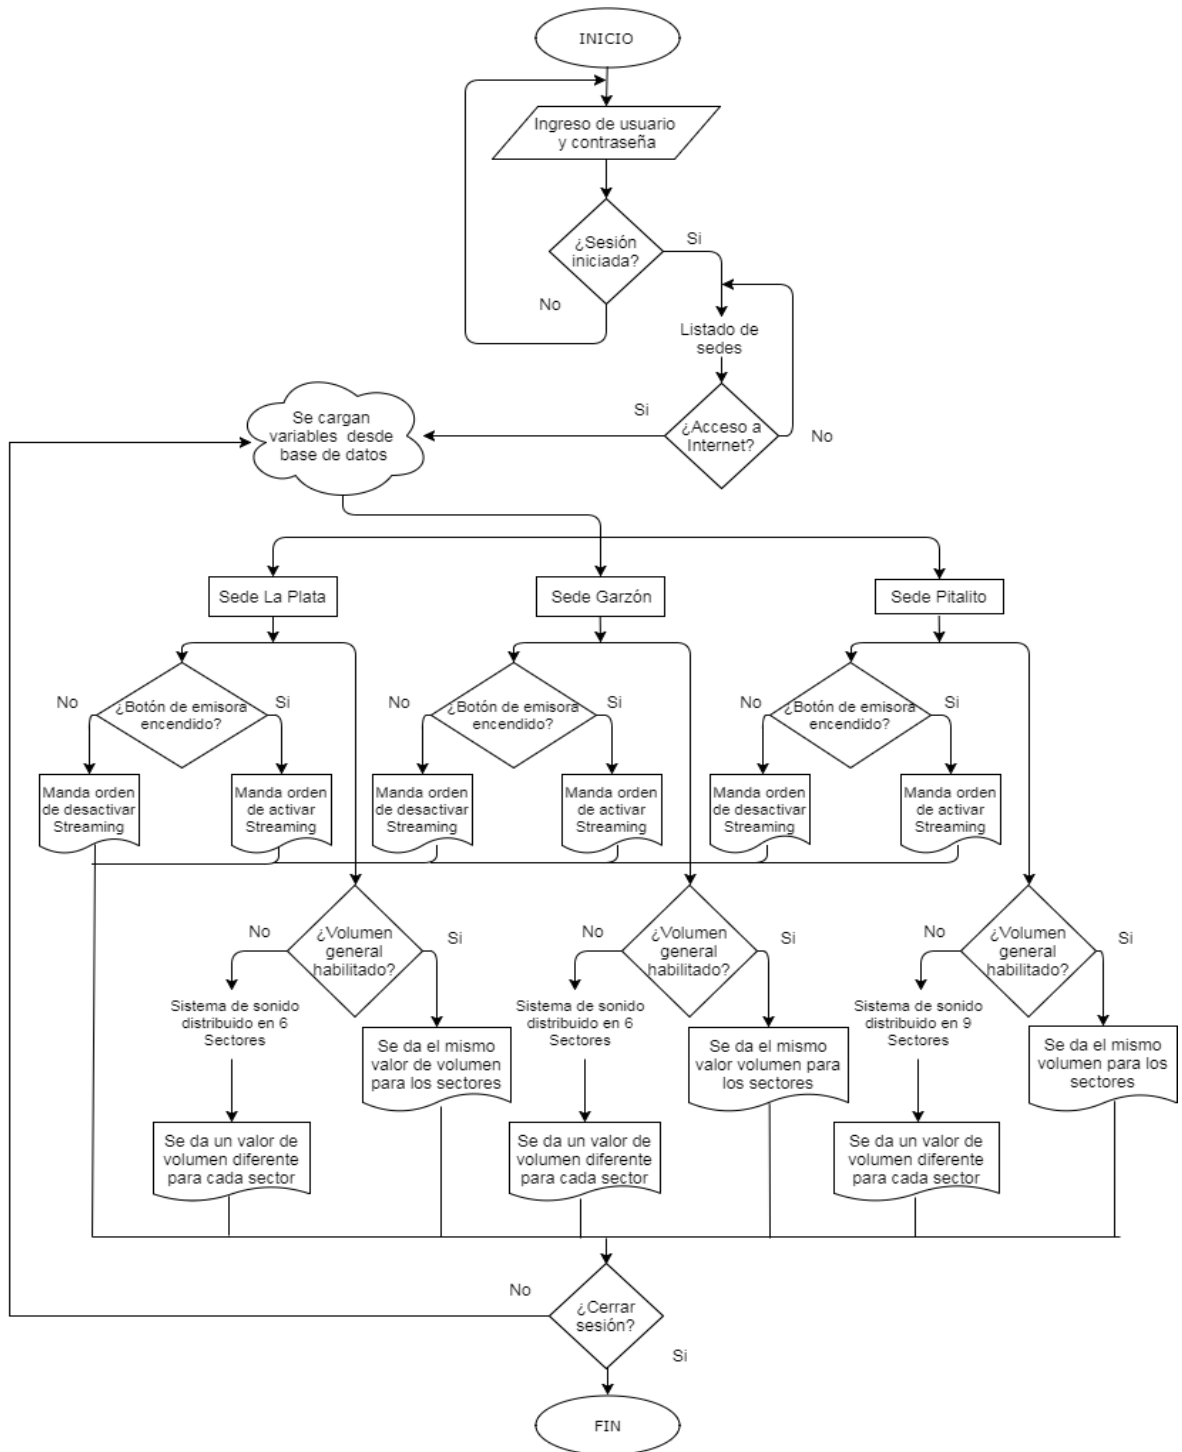 INICIO
Ingreso de usuario
y contraseña
¿Sesión
iniciada?
Si
No
Listado de
sedes
¿Acceso a
Internet?
Si
No
Se cargan
variables desde
base de datos
Sede La Plata
Sede Garzón
Sede Pitalito
No
¿Botón de emisora
encendido?
Si
No
¿Botón de emisora
encendido?
Si
No
¿Botón de emisora
encendido?
Si
Manda orden
de desactivar
Streaming
Manda orden
de activar
Streaming
Manda orden
de desactivar
Streaming
Manda orden
de activar
Streaming
Manda orden
de desactivar
Streaming
Manda orden
de activar
Streaming
No
¿Volumen
general
habilitado?
Si
No
¿Volumen
general
habilitado?
Si
No
¿Volumen
general
habilitado?
Si
Sistema de sonido
distribuido en 6
Sectores
Se da el mismo
valor de volumen
para los sectores
Sistema de sonido
distribuido en 6
Sectores
Se da el mismo
valor volumen para
los sectores
Sistema de sonido
distribuido en 9
Sectores
Se da el mismo
volumen para los
sectores
Se da un valor de
volumen diferente
para cada sector
Se da un valor de
volumen diferente
para cada sector
Se da un valor de
volumen diferente
para cada sector
No
¿Cerrar
sesión?
Si
FIN